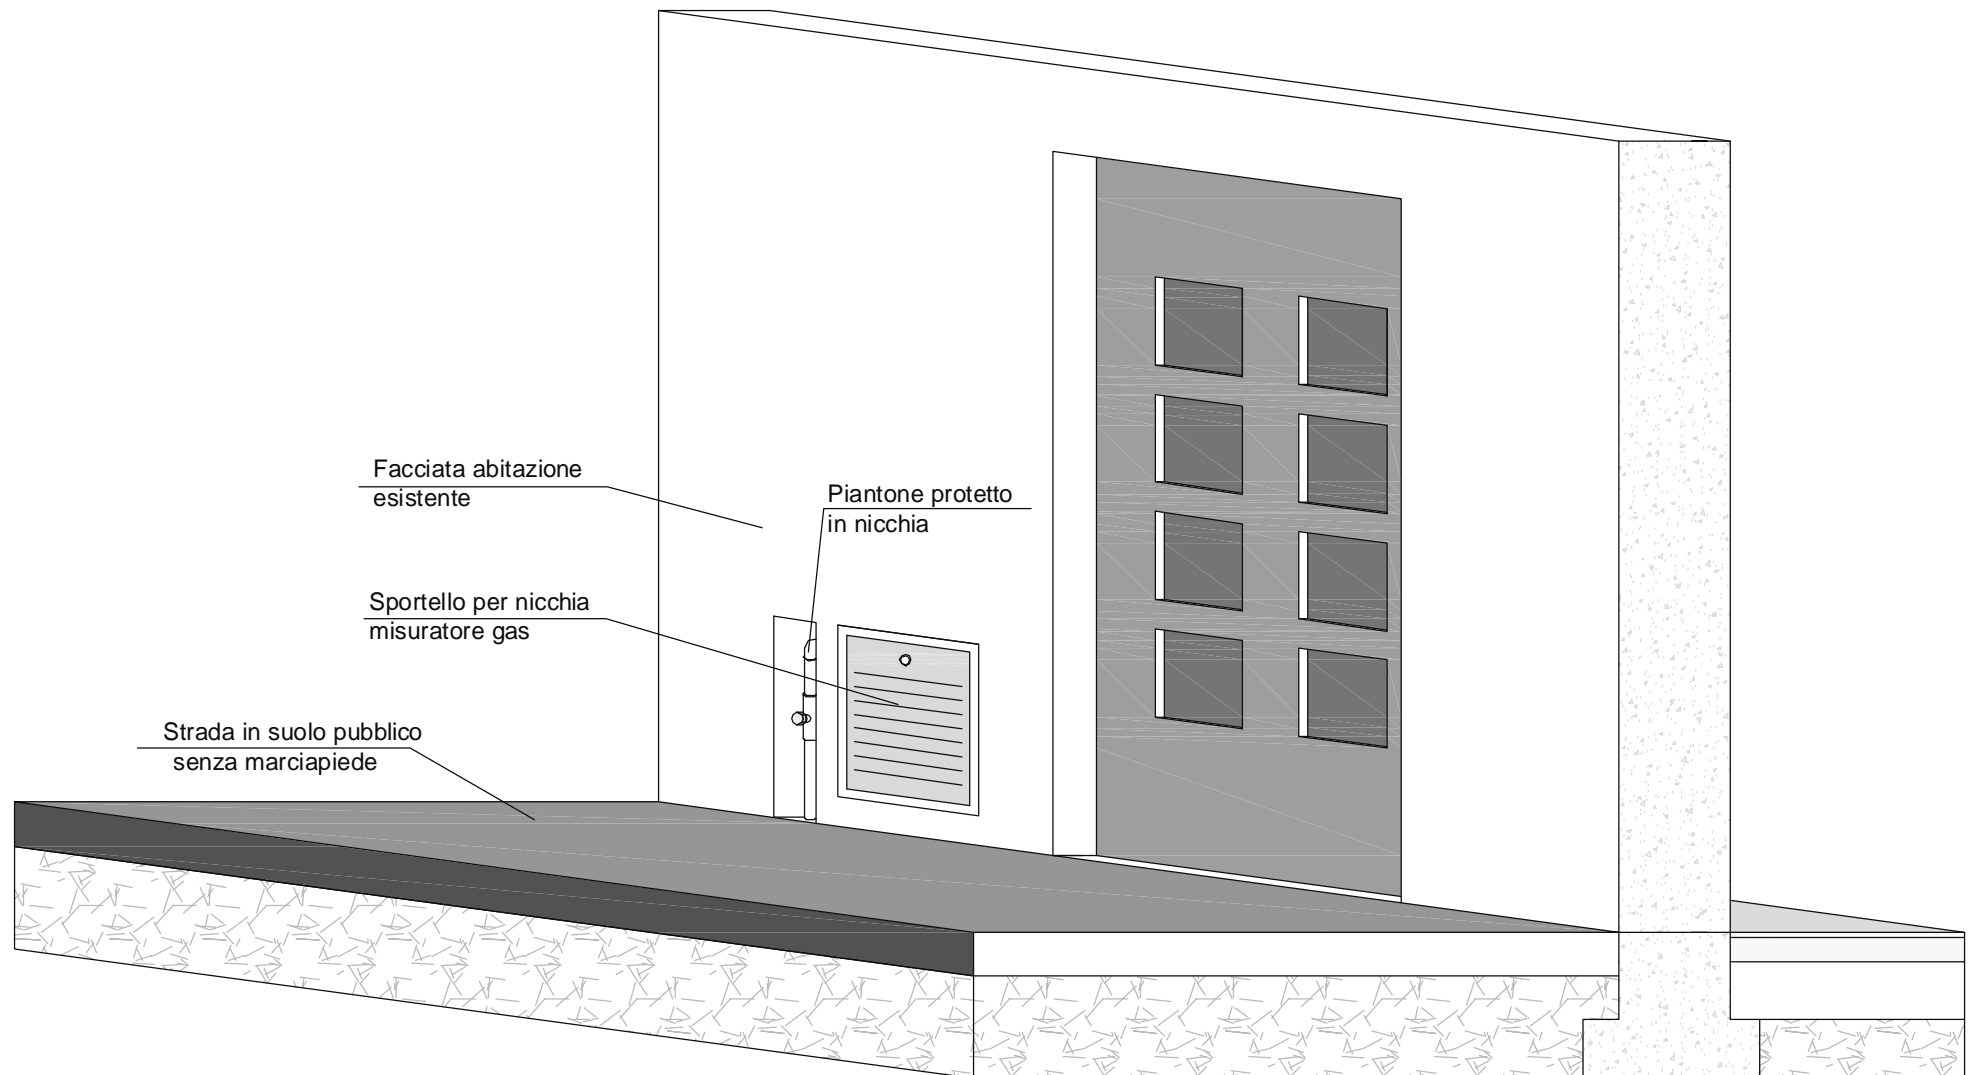 Facciata abitazione
esistente
Piantone protetto
in nicchia
Sportello per nicchia
misuratore gas
Strada in suolo pubblico
senza marciapiede